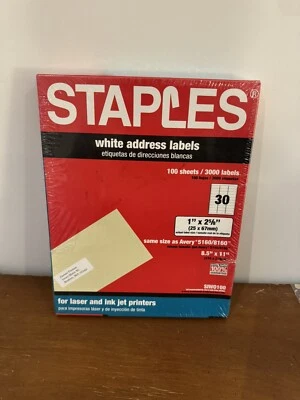 STAPLES®
white address labels
etiquetas de direcciones blancas
100 sheets / 3000 labels
30
1" x 2⅝"
(25 x 67mm)
same size as Avery® 5160/8160™
8.5" x 11"
100%
for laser and ink jet printers
para impresoras láser y de inyección de tinta